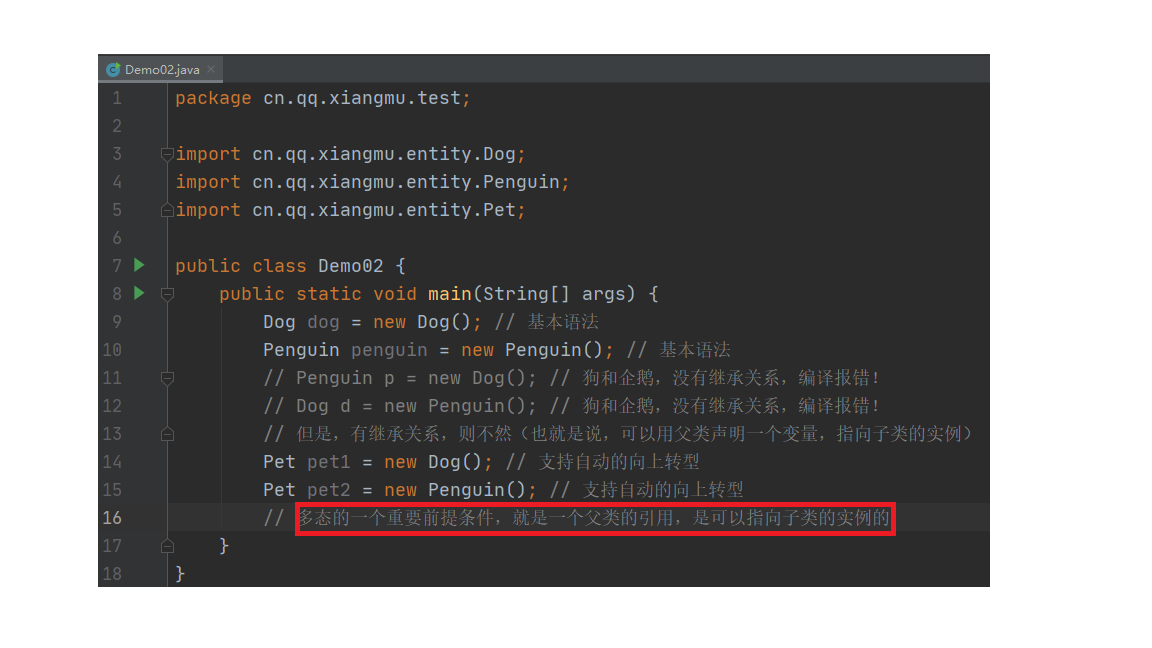 Demo02.java
1 package cn.qq.xiangmu.test;
2
3 import cn.qq.xiangmu.entity.Dog;
4 import cn.qq.xiangmu.entity.Penguin;
5 import cn.qq.xiangmu.entity.Pet;
6
7 public class Demo02 {
8 public static void main(String[] args) {
9 Dog dog = new Dog(); // 基本语法
10 Penguin penguin = new Penguin(); // 基本语法
11 // Penguin p = new Dog(); // 狗和企鹅，没有继承关系，编译报错！
12 // Dog d = new Penguin(); // 狗和企鹅，没有继承关系，编译报错！
13 // 但是，有继承关系，则不然（也就是说，可以用父类声明一个变量，指向子类的实例）
14 Pet pet1 = new Dog(); // 支持自动的向上转型
15 Pet pet2 = new Penguin(); // 支持自动的向上转型
16 // 多态的一个重要前提条件，就是一个父类的引用，是可以指向子类的实例的
17 }
18 }